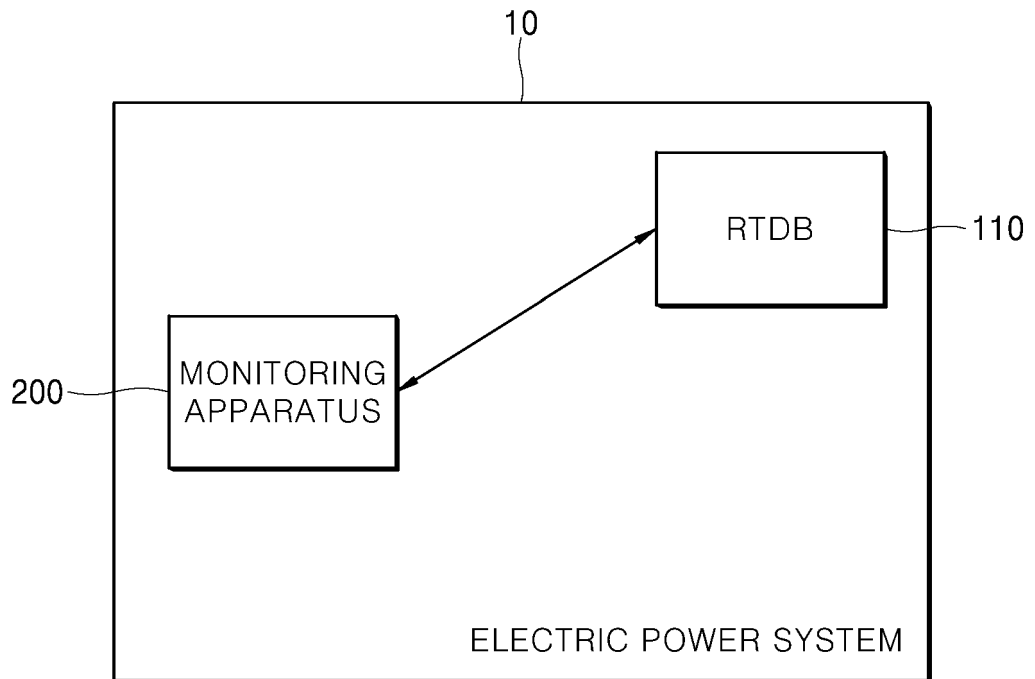 10
RTDB
110
MONITORING
APPARATUS
200
ELECTRIC POWER SYSTEM